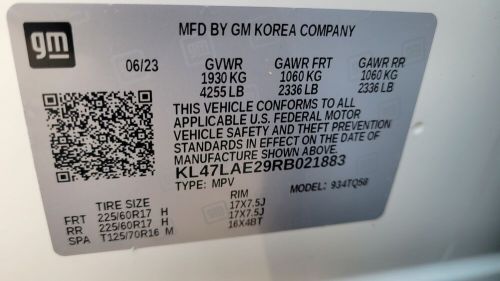 gm
MFD BY GM KOREA COMPANY
06/23 GVWR GAWR FRT GAWR RR
1930 KG 1060 KG 1060 KG
4255 LB 2336 LB 2336 LB
THIS VEHICLE CONFORMS TO ALL
APPLICABLE U.S. FEDERAL MOTOR
VEHICLE SAFETY AND THEFT PREVENTION
STANDARDS IN EFFECT ON THE DATE OF
MANUFACTURE SHOWN ABOVE.
KL47LAE29RB021883
TYPE: MPV MODEL: 934TQ58
TIRE SIZE RIM
FRT 225/60R17 H 17X7.5J
RR 225/60R17 H 17X7.5J
SPA T125/70R16 M 16X4BT